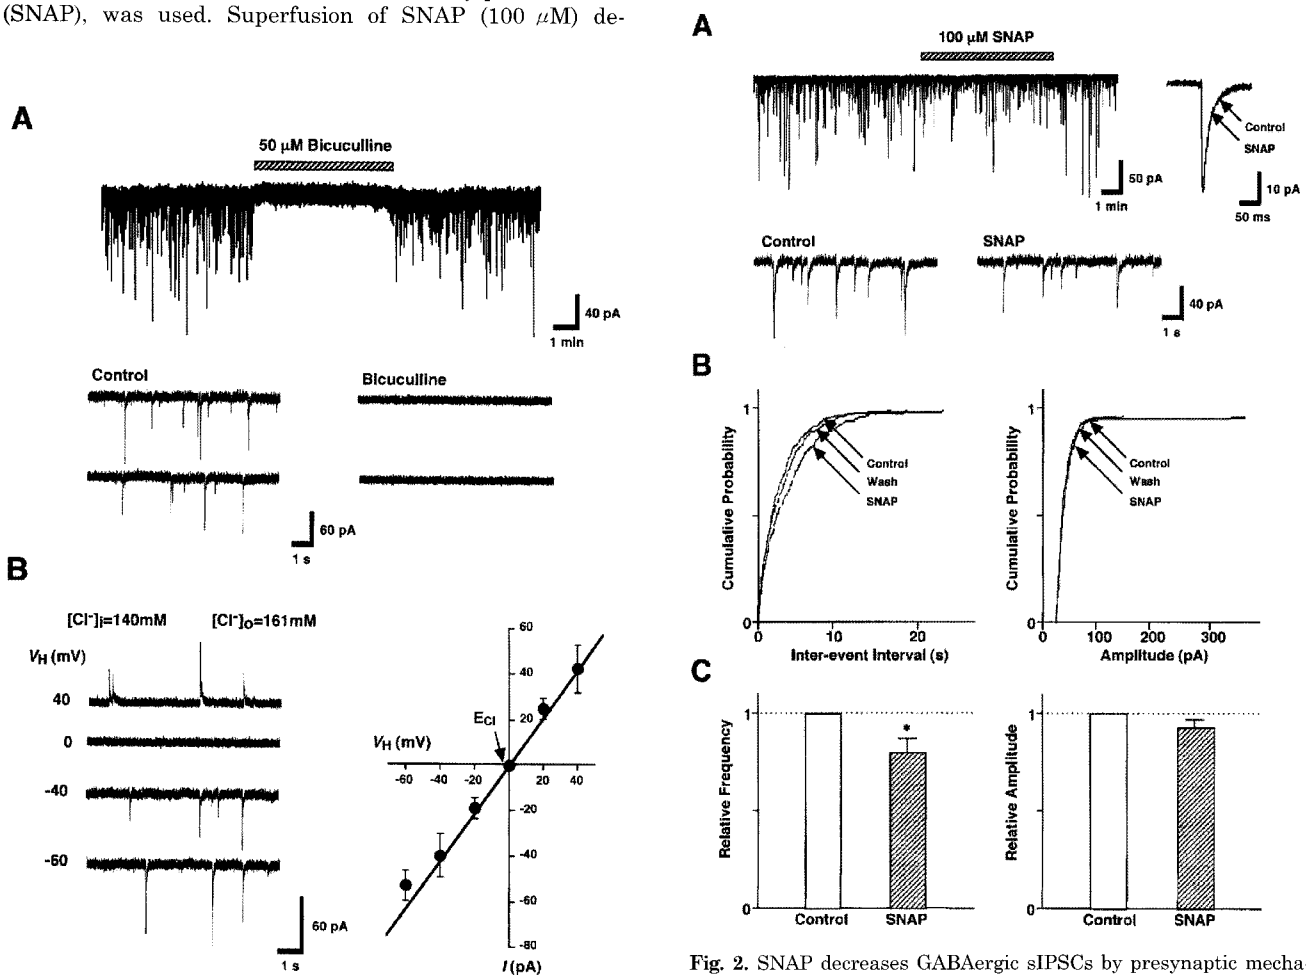 (SNAP), was used. Superfusion of SNAP (100 μM) de-
A
50 μM Bicuculline
40 pA
1 min
Control
Bicuculline
60 pA
1 s
B
[Cl⁻]i=140mM [Cl⁻]o=161mM
VH (mV)
40
0
-40
-60
60 pA
1 s
60
40
20
ECl
VH (mV)
-60 -40 -20 20 40
-20
-40
-60
-80
I (pA)
A
100 μM SNAP
50 pA
1 min
Control
SNAP
10 pA
50 ms
Control
SNAP
40 pA
1 s
B
Cumulative Probability
1
0
Control
Wash
SNAP
0 10 20
Inter-event Interval (s)
Cumulative Probability
1
0
Control
Wash
SNAP
0 100 200 300
Amplitude (pA)
C
Relative Frequency
1
0
*
Control SNAP
Relative Amplitude
1
0
Control SNAP
Fig. 2. SNAP decreases GABAergic sIPSCs by presynaptic mecha-